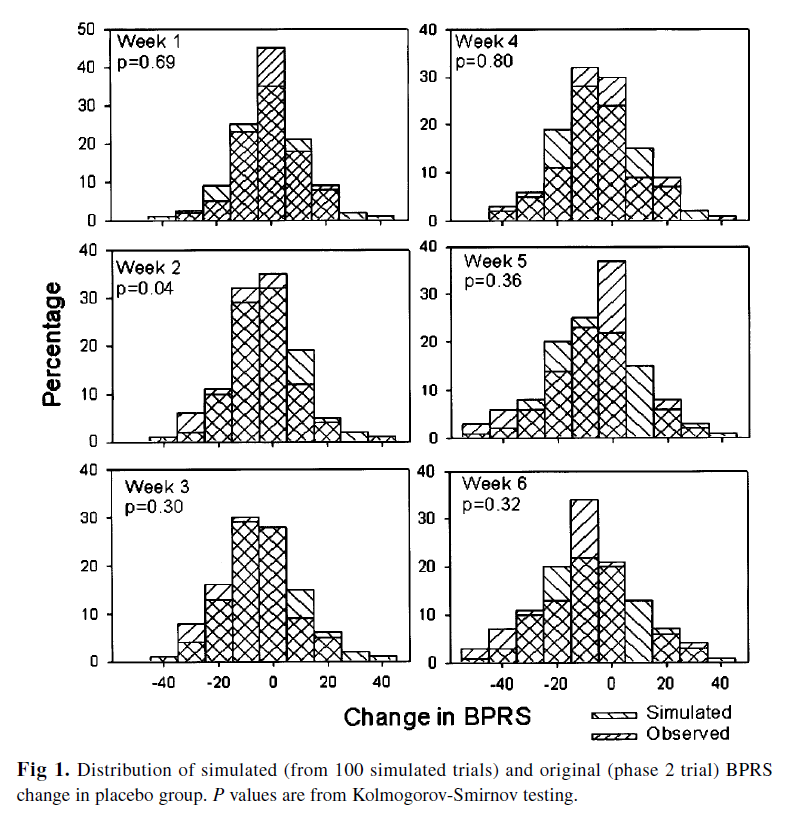 50
40
30
20
10
0
Week 1
p=0.69
40
30
20
10
0
Week 4
p=0.80
40
30
20
10
0
Week 2
p=0.04
40
30
20
10
0
Week 5
p=0.36
Percentage
40
30
20
10
0
Week 3
p=0.30
40
30
20
10
0
Week 6
p=0.32
-40 -20 0 20 40
-40 -20 0 20 40
Change in BPRS
Simulated
Observed
Fig 1. Distribution of simulated (from 100 simulated trials) and original (phase 2 trial) BPRS
change in placebo group. P values are from Kolmogorov-Smirnov testing.